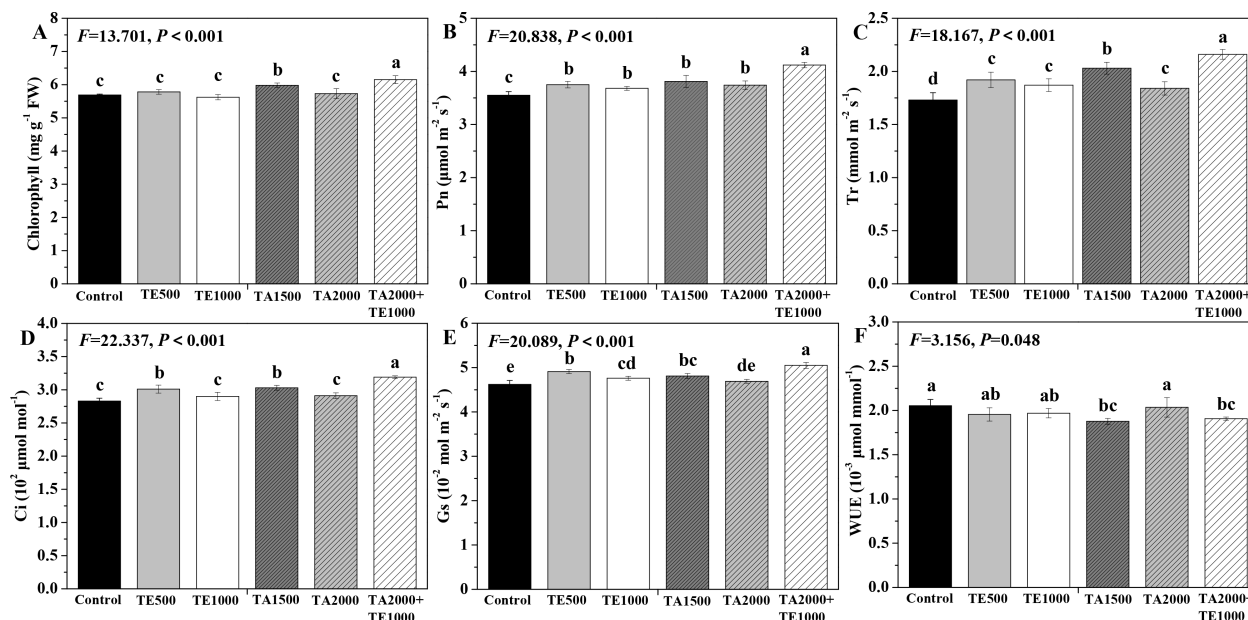 A
F=13.701, P < 0.001
Chlorophyll (mg g⁻¹ FW)
8
7
6
5
4
3
2
1
0
c
c
c
b
c
a
Control
TE500
TE1000
TA1500
TA2000
TA2000+
TE1000
B
F=20.838, P < 0.001
Pn (μmol m⁻² s⁻¹)
5
4
3
2
1
0
c
b
b
b
b
a
Control
TE500
TE1000
TA1500
TA2000
TA2000+
TE1000
C
F=18.167, P < 0.001
Tr (mmol m⁻² s⁻¹)
2.5
2.0
1.5
1.0
0.5
0.0
d
c
c
b
c
a
Control
TE500
TE1000
TA1500
TA2000
TA2000+
TE1000
D
F=22.337, P < 0.001
Ci (10² μmol mol⁻¹)
4.0
3.5
3.0
2.5
2.0
1.5
1.0
0.5
0.0
c
b
c
b
c
a
Control
TE500
TE1000
TA1500
TA2000
TA2000+
TE1000
E
F=20.089, P < 0.001
Gs (10⁻² mol m⁻² s⁻¹)
6
5
4
3
2
1
0
e
b
cd
bc
de
a
Control
TE500
TE1000
TA1500
TA2000
TA2000+
TE1000
F
F=3.156, P=0.048
WUE (10⁻³ μmol mmol⁻¹)
3.0
2.5
2.0
1.5
1.0
0.5
0.0
a
ab
ab
bc
a
bc
Control
TE500
TE1000
TA1500
TA2000
TA2000+
TE1000